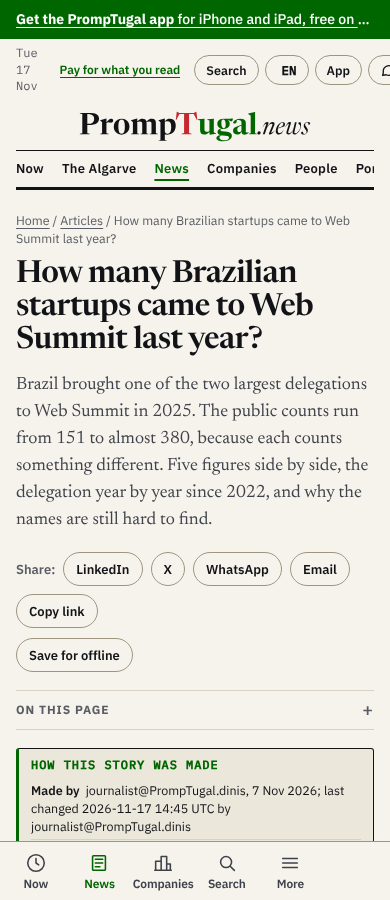 Get the PrompTugal app for iPhone and iPad, free on ...
Tue
17
Nov
Pay for what you read
Search
EN
App
PrompTugal.news
Now The Algarve News Companies People Por
Home / Articles / How many Brazilian startups came to Web
Summit last year?
How many Brazilian
startups came to Web
Summit last year?
Brazil brought one of the two largest delegations
to Web Summit in 2025. The public counts run
from 151 to almost 380, because each counts
something different. Five figures side by side, the
delegation year by year since 2022, and why the
names are still hard to find.
Share: LinkedIn X WhatsApp Email
Copy link
Save for offline
ON THIS PAGE +
HOW THIS STORY WAS MADE
Made by journalist@PrompTugal.dinis, 7 Nov 2026; last
changed 2026-11-17 14:45 UTC by
journalist@PrompTugal.dinis
Now News Companies Search More